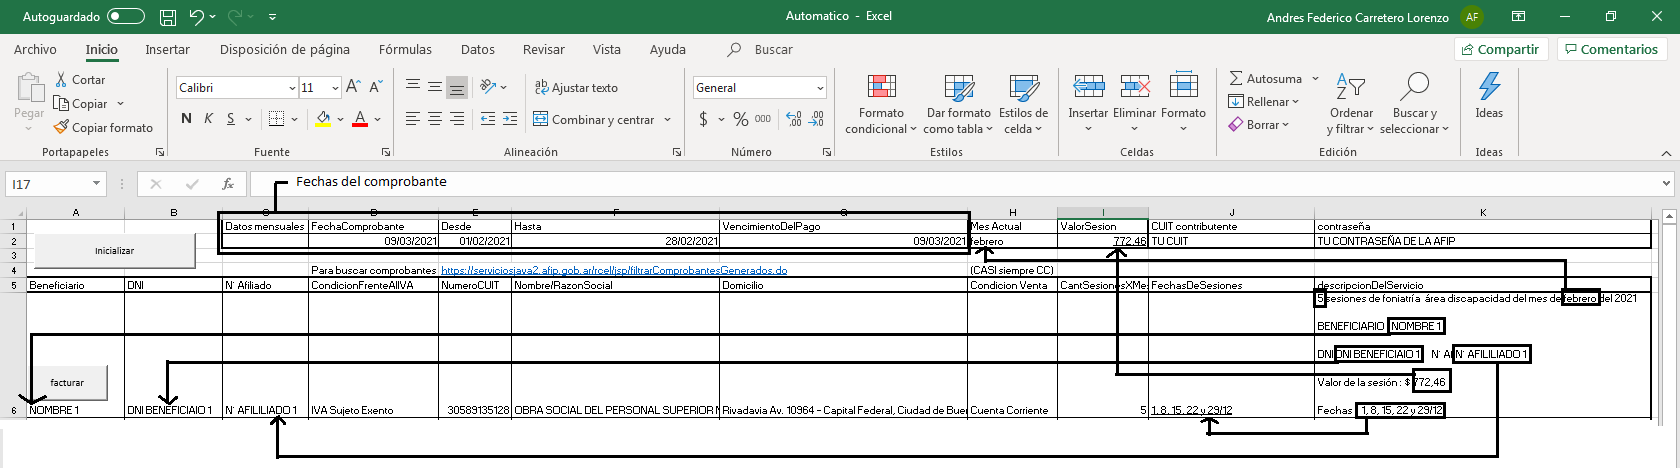 Autoguardado
Automatico - Excel
Andres Federico Carretero Lorenzo
AF
Archivo Inicio Insertar Disposición de página Fórmulas Datos Revisar Vista Ayuda Buscar
Compartir Comentarios
Pegar
Cortar
Copiar
Copiar formato
Portapapeles
Calibri 11
N K S
Fuente
Ajustar texto
Combinar y centrar
Alineación
General
$ % 000
Número
Formato condicional
Dar formato como tabla
Estilos de celda
Estilos
Insertar Eliminar Formato
Celdas
Autosuma
Rellenar
Borrar
Ordenar y filtrar
Buscar y seleccionar
Edición
Ideas
Ideas
I17 fx
Fechas del comprobante
A B C D E F G H I J K
1 Datos mensuales FechaComprobante Desde Hasta VencimientoDelPago Mes Actual ValorSesion CUIT contributente contraseña
2 09/03/2021 01/02/2021 28/02/2021 09/03/2021 febrero 772,46 TU CUIT TU CONTRASEÑA DE LA AFIP
Inicializar
3
4 Para buscar comprobantes https://serviciosjava2.afip.gob.ar/rcel/jsp/filtrarComprobantesGenerados.do (CASI siempre CC)
5 Beneficiario DNI N° Afiliado CondicionFrenteAlIVA NumeroCUIT Nombre/RazonSocial Domicilio Condicion Venta CantSesionesXMe FechasDeSesiones descripcionDelServicio
5 sesiones de foniatría área discapacidad del mes de febrero del 2021
BENEFICIARIO NOMBRE 1
DNI DNI BENEFICIAIO 1 N° A N° AFILILIADO 1
facturar
Valor de la sesión : $ 772,46
6 NOMBRE 1 DNI BENEFICIAIO 1 N° AFILILIADO 1 IVA Sujeto Exento 30589135128 OBRA SOCIAL DEL PERSONAL SUPERIOR Rivadavia Av. 10964 - Capital Federal, Ciudad de Buen Cuenta Corriente 5 1, 8, 15, 22 y 29/12 Fechas 1, 8, 15, 22 y 29/12